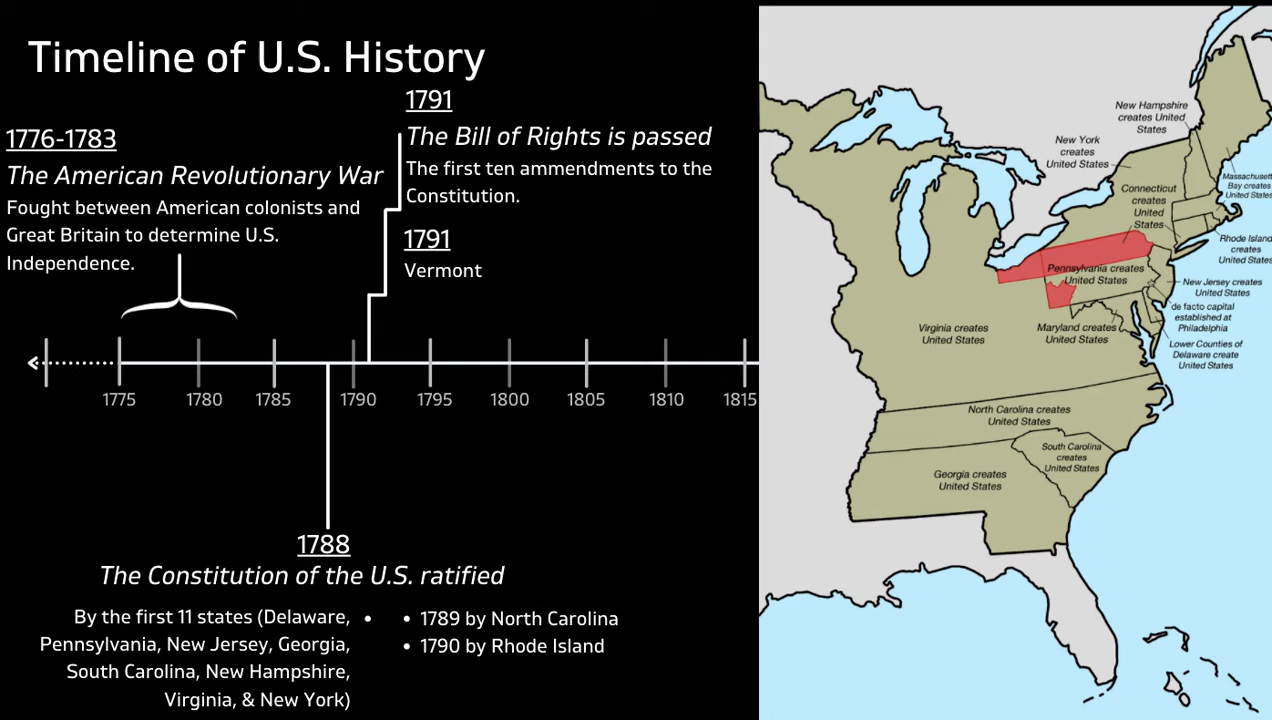 Timeline of U.S. History
1776-1783
The American Revolutionary War
Fought between American colonists and
Great Britain to determine U.S.
Independence.
1791
The Bill of Rights is passed
The first ten ammendments to the
Constitution.
1791
Vermont
1775
1780
1785
1790
1795
1800
1805
1810
1815
1788
The Constitution of the U.S. ratified
By the first 11 states (Delaware,
Pennsylvania, New Jersey, Georgia,
South Carolina, New Hampshire,
Virginia, & New York)
• 1789 by North Carolina
• 1790 by Rhode Island
New Hampshire
creates United
States
New York
creates
United States
Massachusett
Bay creates
United States
Connecticut
creates
United
States
Rhode Island
creates
United States
Pennsylvania creates
United States
New Jersey creates
United States
de facto capital
established at
Philadelphia
Virginia creates
United States
Maryland creates
United States
Lower Counties of
Delaware create
United States
North Carolina creates
United States
South Carolina
creates
United States
Georgia creates
United States